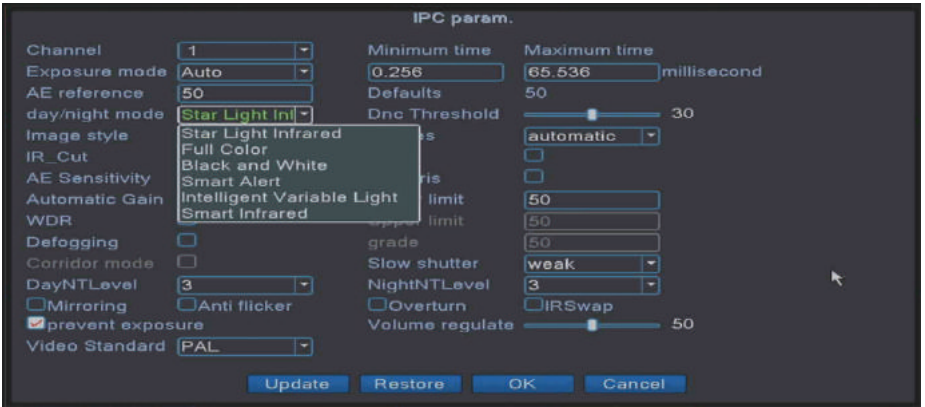 IPC param.
Channel 1 Minimum time Maximum time
Exposure mode Auto 0.256 65.536 millisecond
AE reference 50 Defaults 50
day/night mode Star Light Inf Dnc Threshold 30
Image style Star Light Infrared automatic
Full Color
IR_Cut Black and White
AE Sensitivity Smart Alert
Automatic Gain Intelligent Variable Light limit 50
Smart Infrared
WDR limit 50
Defogging grade 50
Corridor mode Slow shutter weak
DayNTLevel 3 NightNTLevel 3
Mirroring Anti flicker Overturn IRSwap
prevent exposure Volume regulate 50
Video Standard PAL
Update Restore OK Cancel